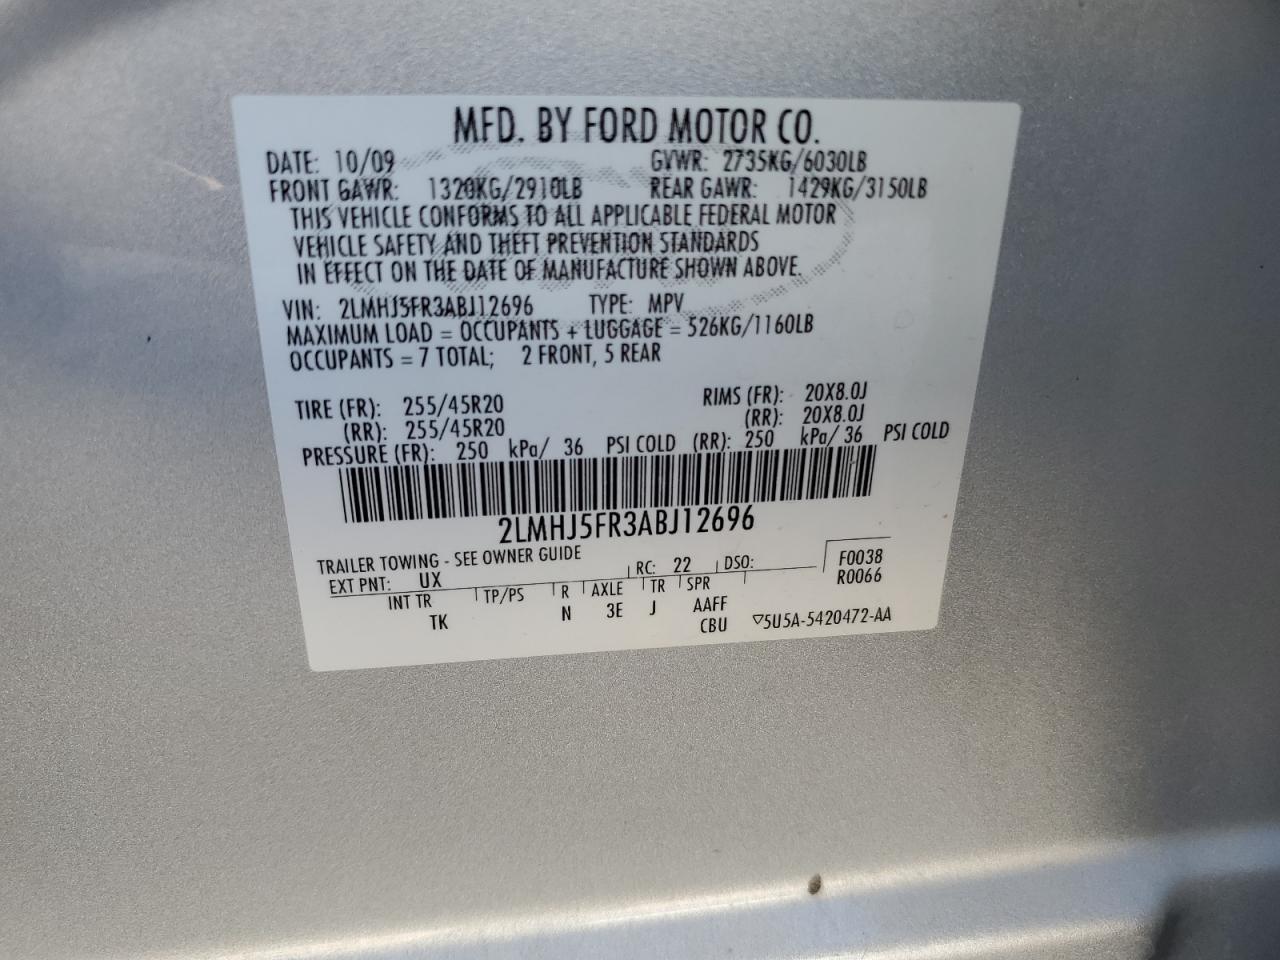 MFD. BY FORD MOTOR CO.
DATE: 10/09 GVWR: 2735KG/6030LB
FRONT GAWR: 1320KG/2910LB REAR GAWR: 1429KG/3150LB
THIS VEHICLE CONFORMS TO ALL APPLICABLE FEDERAL MOTOR
VEHICLE SAFETY AND THEFT PREVENTION STANDARDS
IN EFFECT ON THE DATE OF MANUFACTURE SHOWN ABOVE.
VIN: 2LMHJ5FR3ABJ12696 TYPE: MPV
MAXIMUM LOAD = OCCUPANTS + LUGGAGE = 526KG/1160LB
OCCUPANTS = 7 TOTAL; 2 FRONT, 5 REAR
TIRE (FR): 255/45R20 RIMS (FR): 20X8.0J
(RR): 255/45R20 (RR): 20X8.0J
PRESSURE (FR): 250 kPa/ 36 PSI COLD (RR): 250 kPa/ 36 PSI COLD
2LMHJ5FR3ABJ12696
TRAILER TOWING - SEE OWNER GUIDE
EXT PNT: UX RC: 22 DSO: F0038
R0066
INT TR TP/PS R AXLE TR SPR
TK N 3E J AAFF
CBU ▽5U5A-5420472-AA